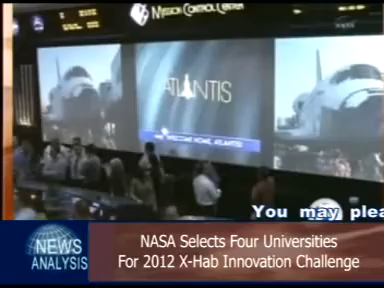 MISSION CONTROL CENTER
NASA
ATLANTIS
WELCOME HOME, ATLANTIS!
You may plea
NEWS
ANALYSIS
NASA Selects Four Universities
For 2012 X-Hab Innovation Challenge